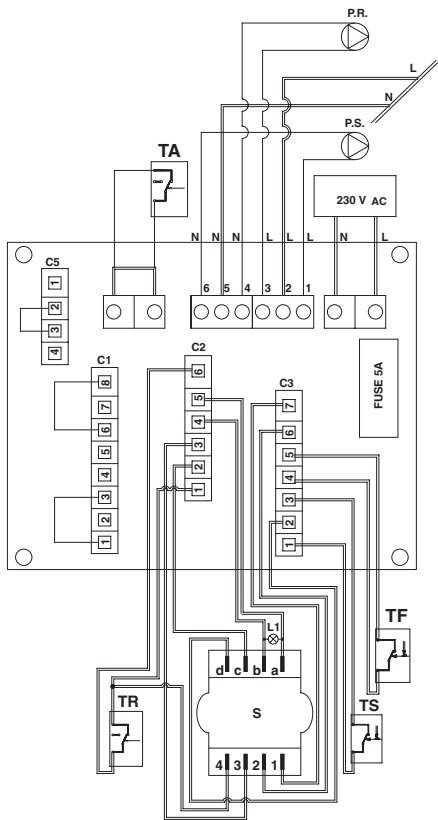 P.R.
L
N
P.S.
TA
230 V AC
N N N L L L N L
6 5 4 3 2 1
C5
1
2
3
4
FUSE 5A
C1
8
7
6
5
4
3
2
1
C2
6
5
4
3
2
1
C3
7
6
5
4
3
2
1
L1
d c b a
S
4 3 2 1
TR
TF
TS